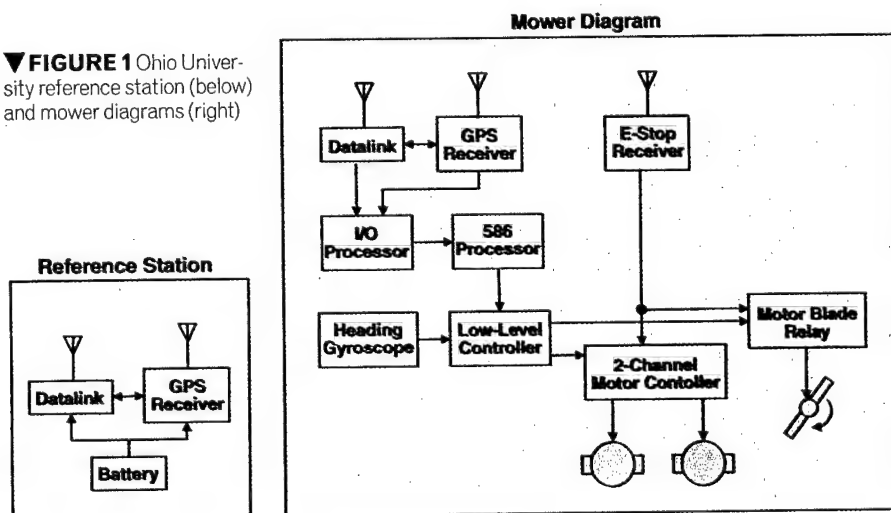 ▼FIGURE 1 Ohio Univer-
sity reference station (below)
and mower diagrams (right)
Mower Diagram
Datalink
GPS
Receiver
E-Stop
Receiver
I/O
Processor
586
Processor
Heading
Gyroscope
Low-Level
Controller
Motor Blade
Relay
2-Channel
Motor Contoller
Reference Station
Datalink
GPS
Receiver
Battery